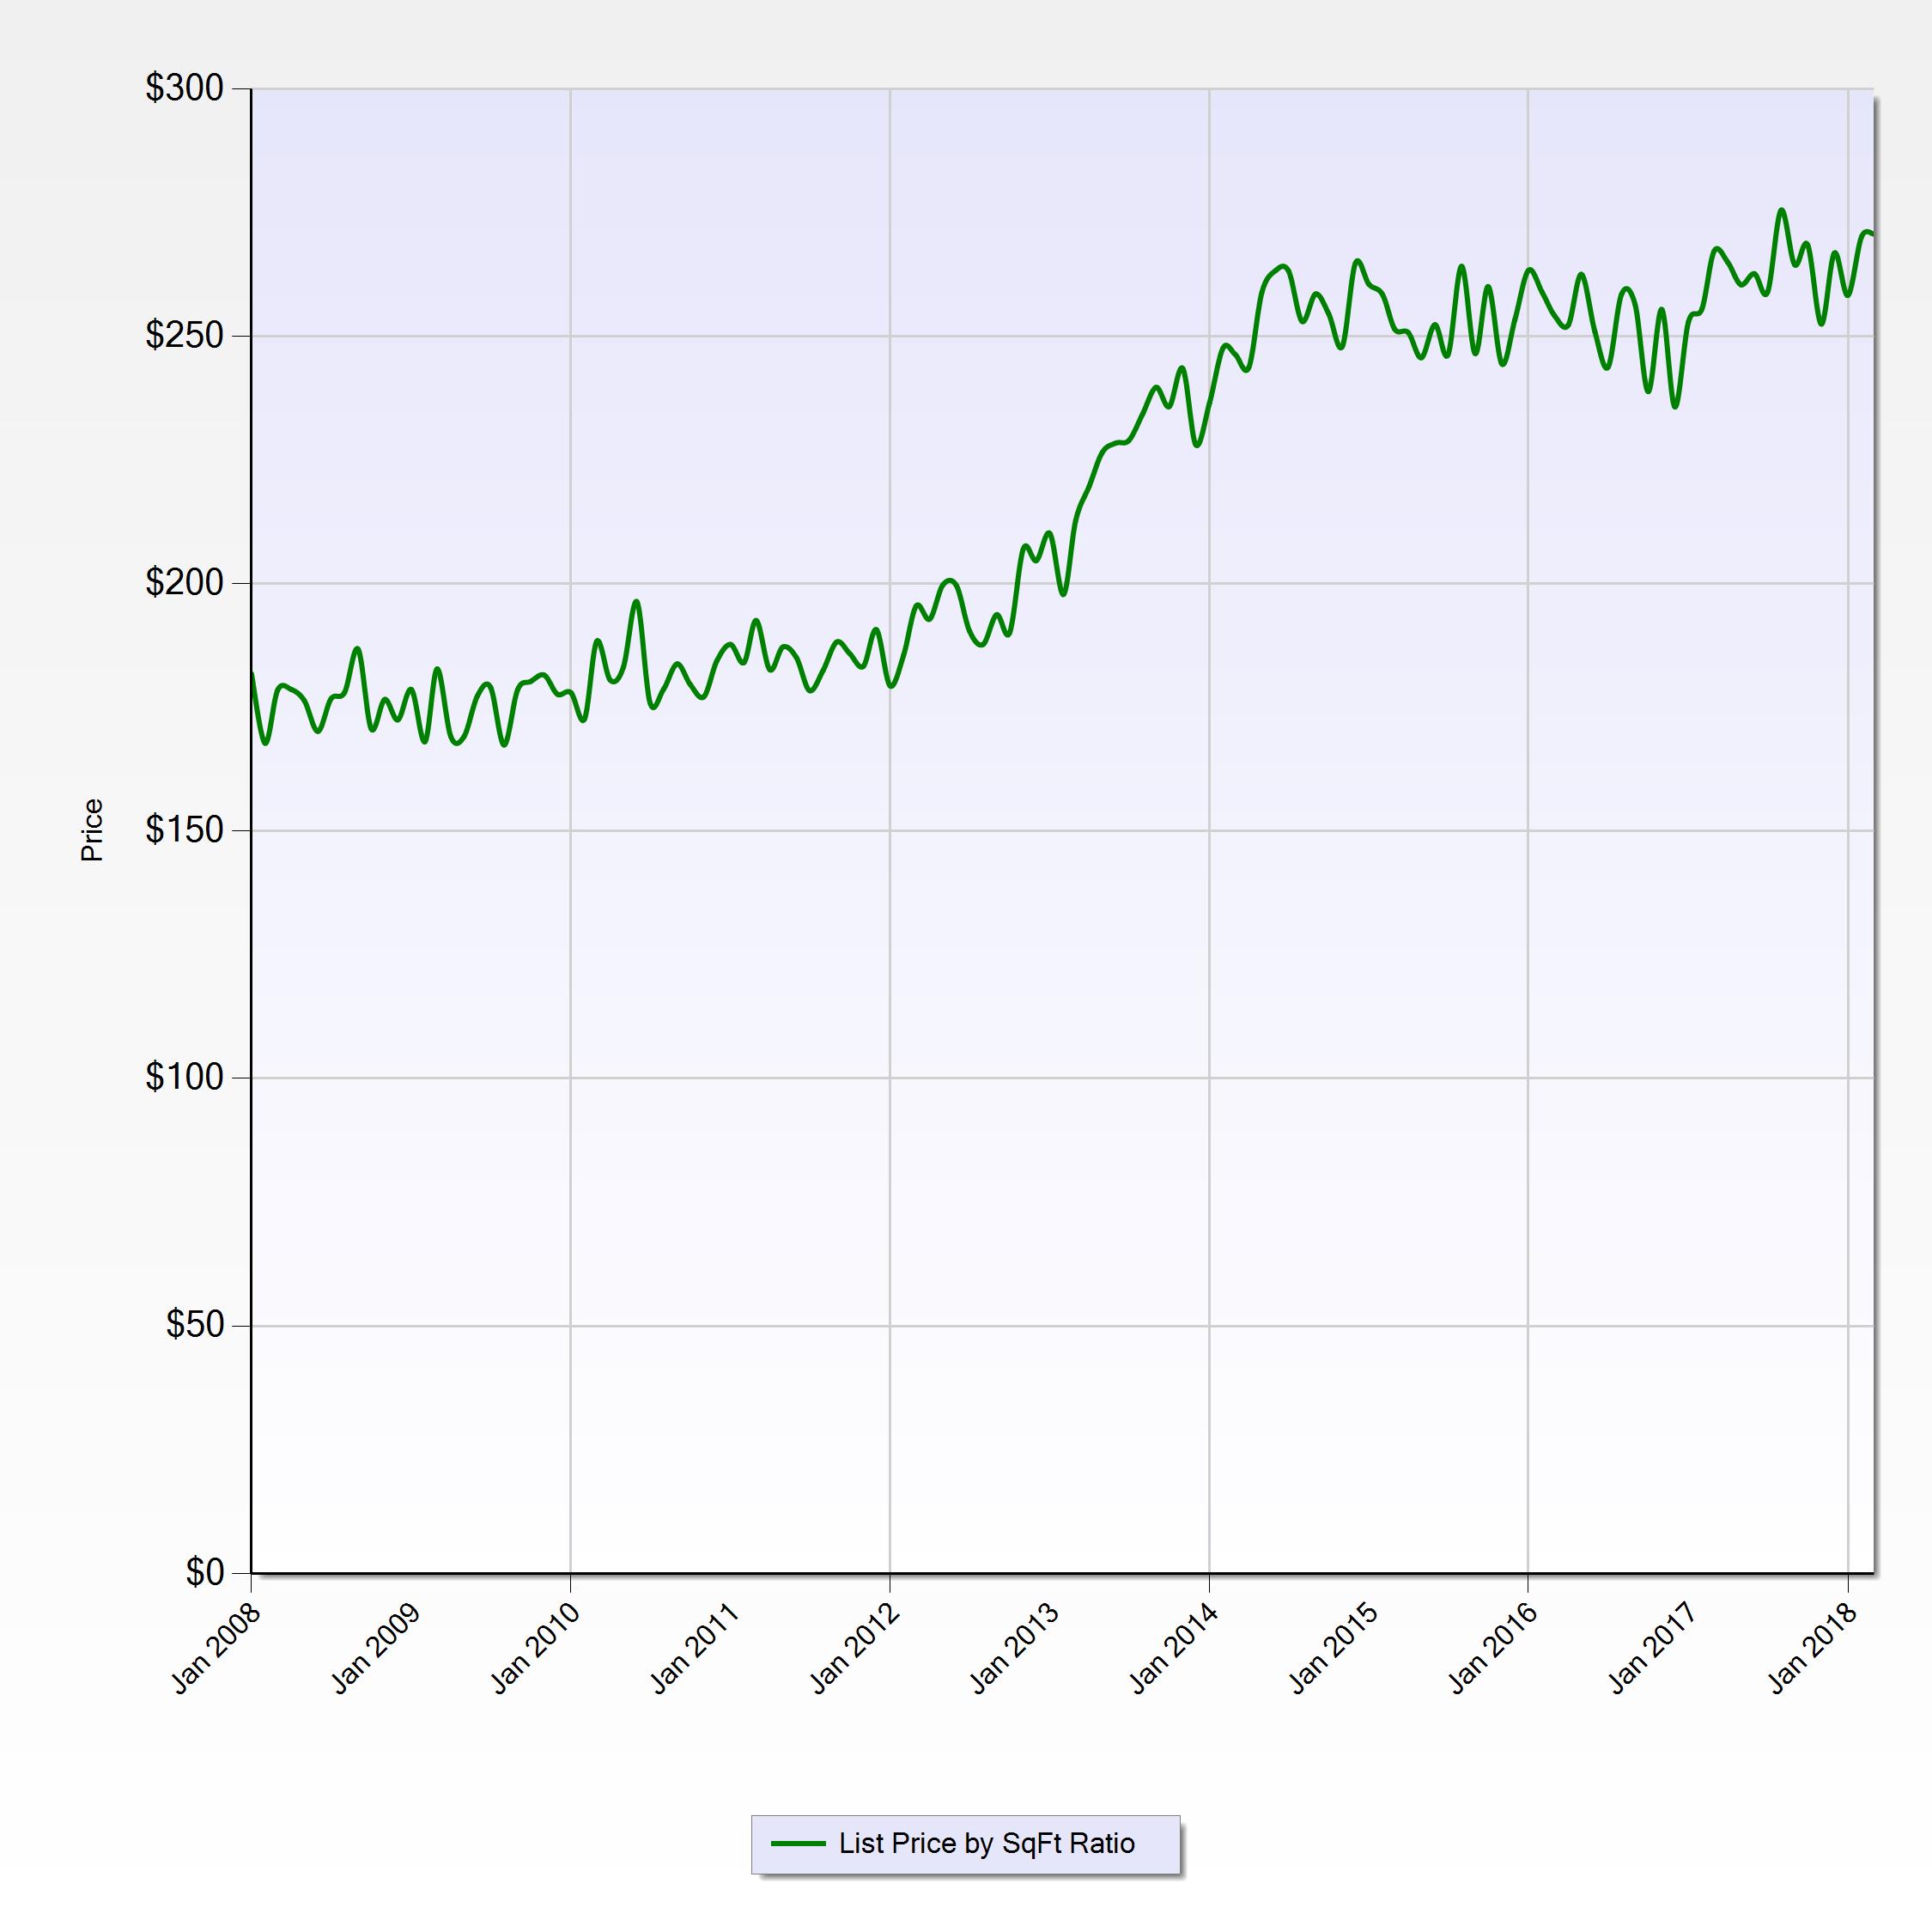 $300
$250
$200
$150
$100
$50
$0
Price
Jan 2008
Jan 2009
Jan 2010
Jan 2011
Jan 2012
Jan 2013
Jan 2014
Jan 2015
Jan 2016
Jan 2017
Jan 2018
List Price by SqFt Ratio